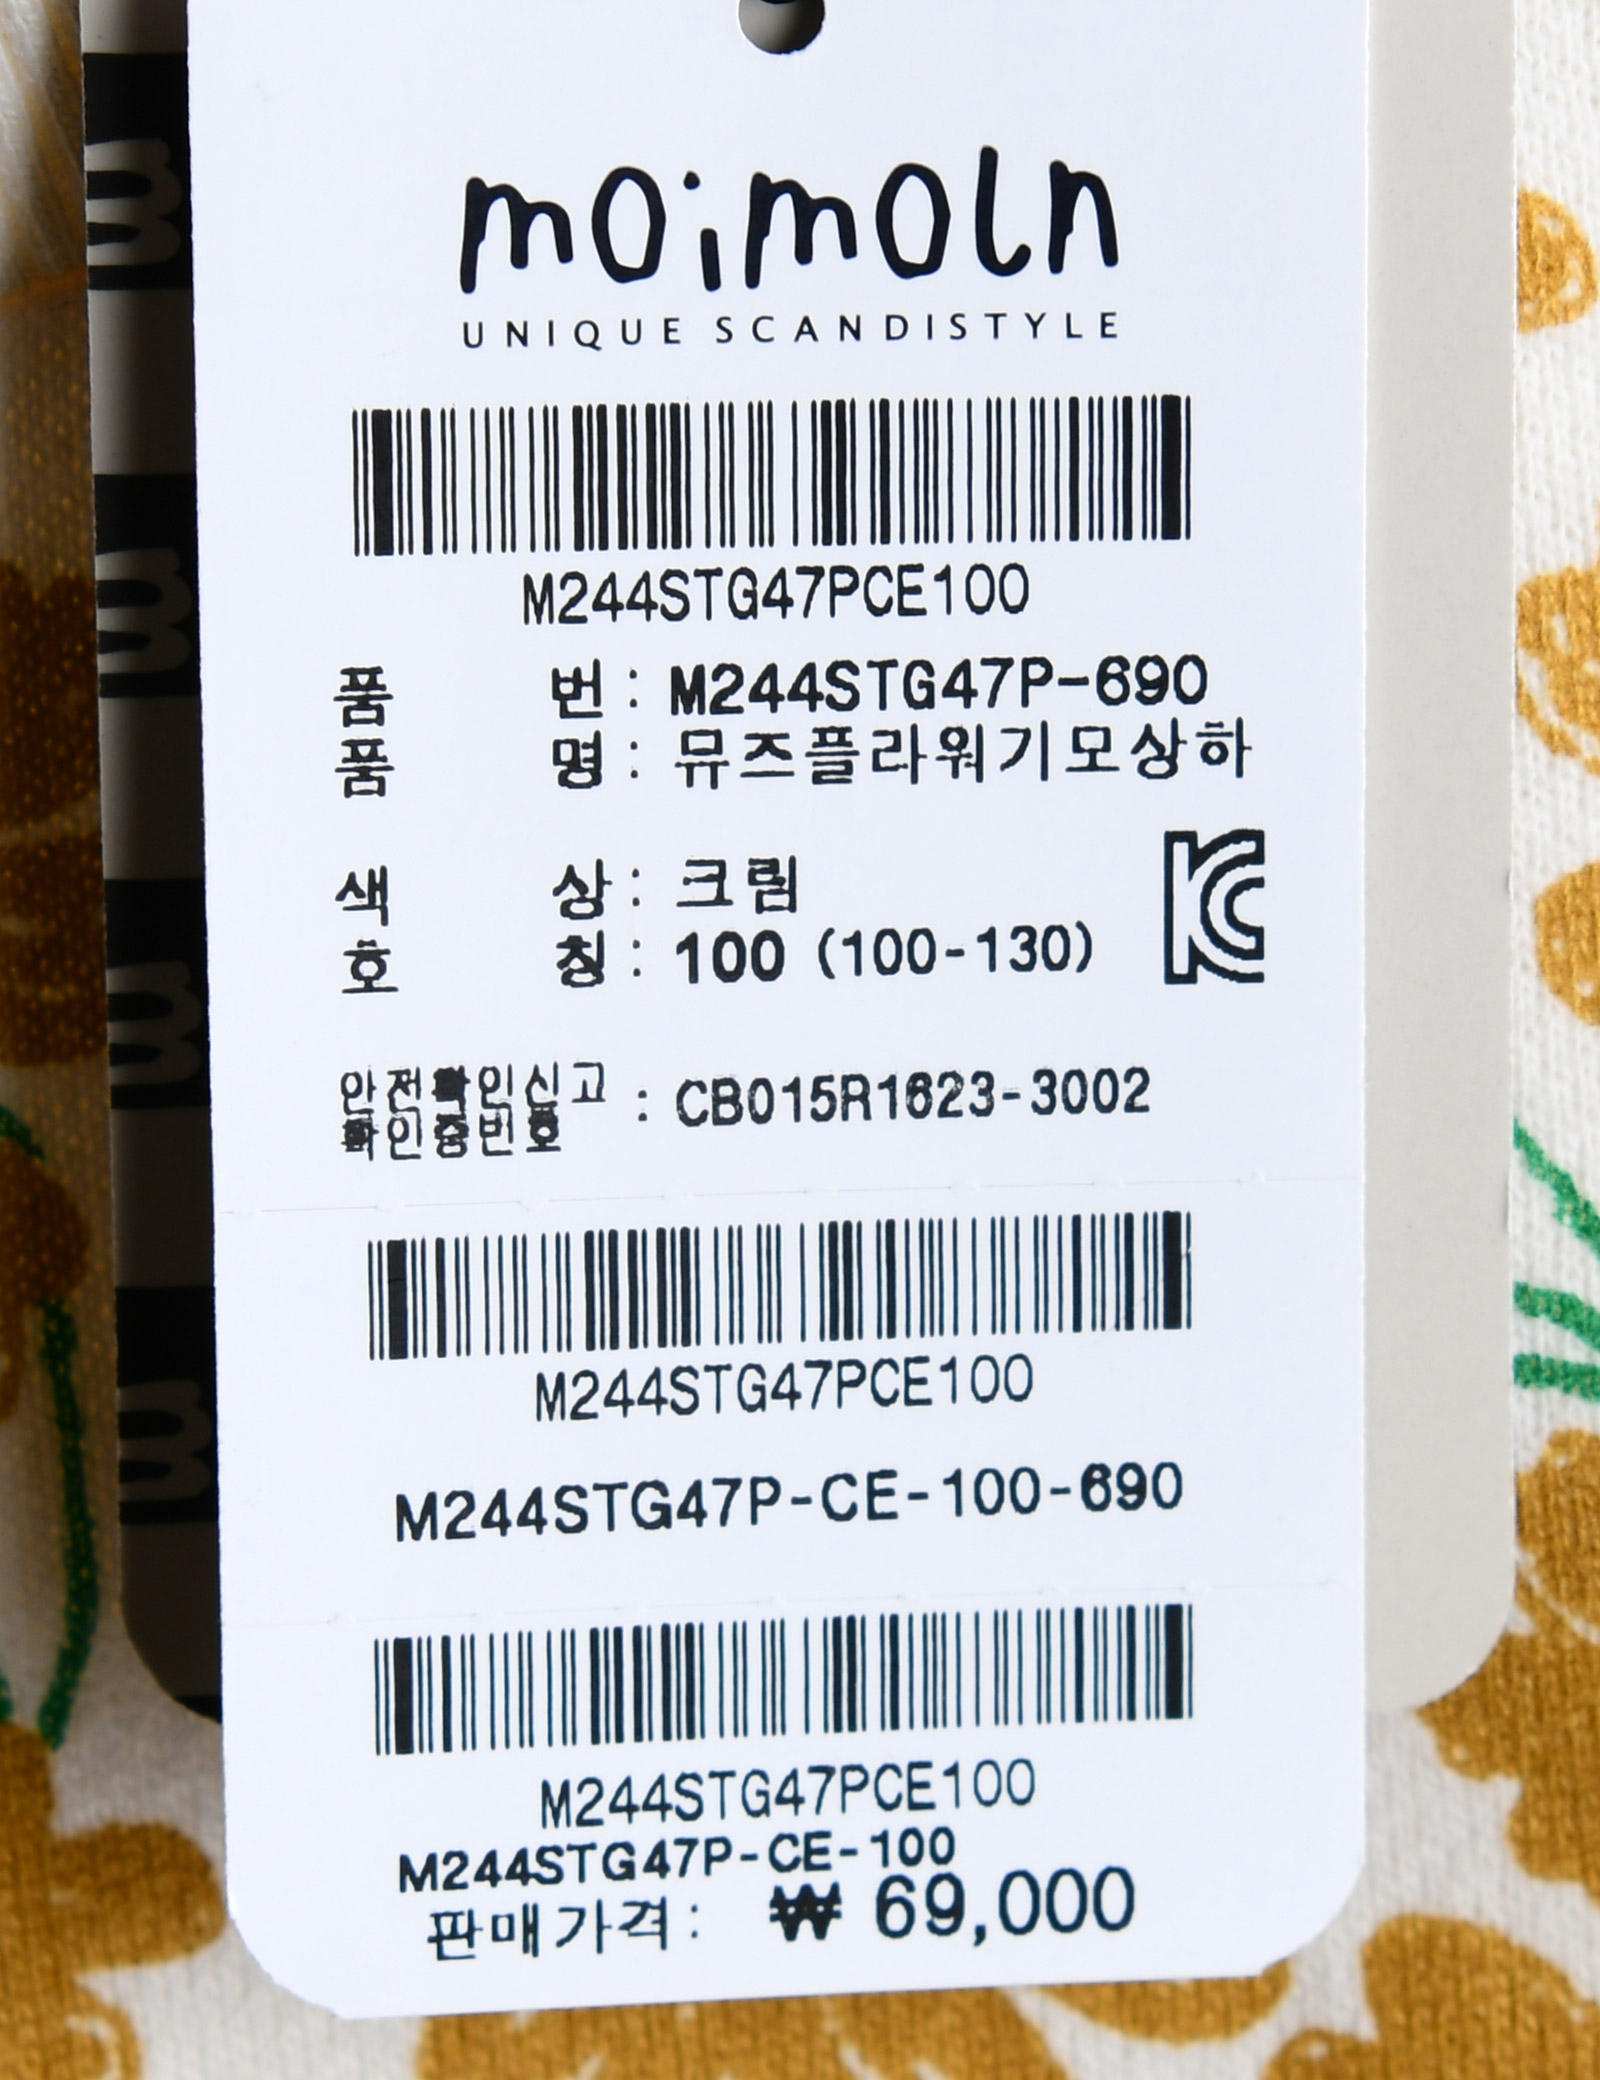 moimoln
UNIQUE SCANDISTYLE
M244STG47PCE100
품 번 : M244STG47P-690
품 명 : 뮤즈플라워기모상하
색 상 : 크림
호 칭 : 100 (100-130)
안전확인신고
확인증번호 : CB015R1623-3002
M244STG47PCE100
M244STG47P-CE-100-690
M244STG47PCE100
M244STG47P-CE-100
판매가격: ₩ 69,000